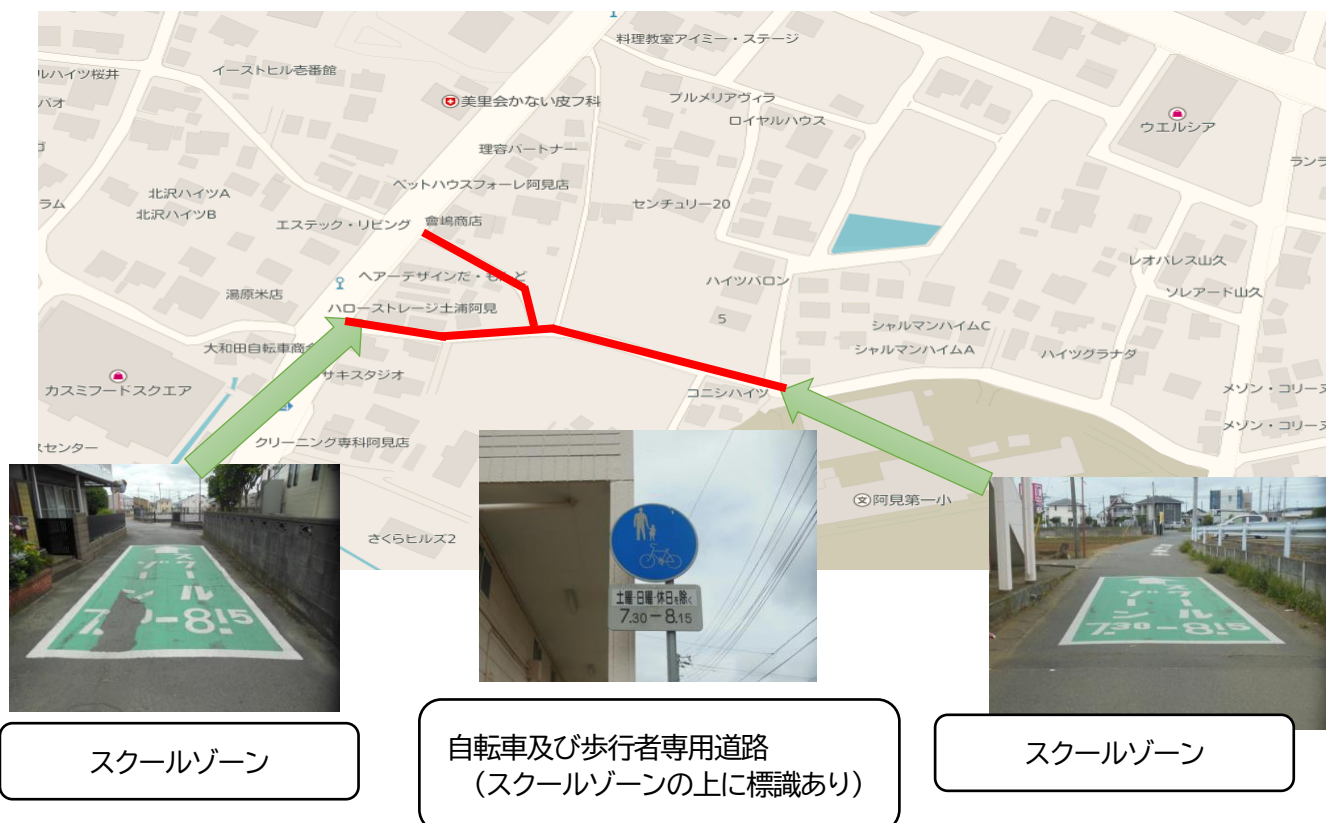 料理教室アイミー・ステージ
ルハイツ桜井
イーストヒル壱番館
バオ
美里会かない皮フ科
プルメリアヴィラ
ロイヤルハウス
ウエルシア
理容パートナー
ランラ
北沢ハイツA
ペットハウスフォーレ阿見店
ラム
北沢ハイツB
センチュリー20
エステック・リビング
會嶋商店
レオパレス山久
ヘアーデザインだ・も
ど
ハイツバロン
湯原米店
ソレアード山久
ハローストレージ土浦阿見
5
シャルマンハイムC
大和田自転車商会
シャルマンハイムA
ハイツグラナダ
サキスタジオ
カスミフードスクエア
コニシハイツ
メゾン・コリーヌ
メゾン・コリーヌ
クリーニング専科阿見店
スセンター
文
阿見第一小
さくらヒルズ2
スクール
ゾーン
7.30-8.15
土曜・日曜・休日を除く
7.30-8.15
スクール
ゾーン
7.30-8.15
スクールゾーン
自転車及び歩行者専用道路
（スクールゾーンの上に標識あり）
スクールゾーン